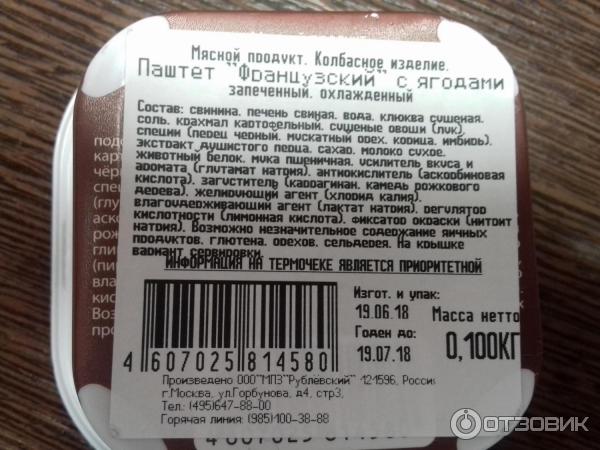 Мясной продукт. Колбасное изделие.
Паштет "Французский" с ягодами
запеченный, охлажденный
Состав: свинина, печень свиная, вода, клюква сушеная,
соль, крахмал картофельный, сушеные овощи (лук),
специи (перец черный, мускатный орех, корица, имбирь),
экстракт душистого перца, сахар, молоко сухое,
животный белок, мука пшеничная, усилитель вкуса и
аромата (глутамат натрия), антиокислитель (аскорбиновая
кислота), загуститель (каррагинан, камедь рожкового
дерева), желирующий агент (хлорид калия),
влагоудерживающий агент (лактат натрия), регулятор
кислотности (лимонная кислота), фиксатор окраски (нитрит
натрия). Возможно незначительное содержание яичных
продуктов, глютена, орехов, сельдерея. На крышке
вариант сервировки.
ИНФОРМАЦИЯ НА ТЕРМОЧЕКЕ ЯВЛЯЕТСЯ ПРИОРИТЕТНОЙ
Изгот. и упак:
19.06.18
Годен до:
19.07.18
Масса нетто
0,100КГ
4 607025 814580
Произведено ООО"МПЗ"Рублевский" 121596, Россия
г.Москва, ул.Горбунова, д4, стр3,
Тел.: (495)647-88-00
Горячая линия: (985)100-38-88
ОТЗОВИК